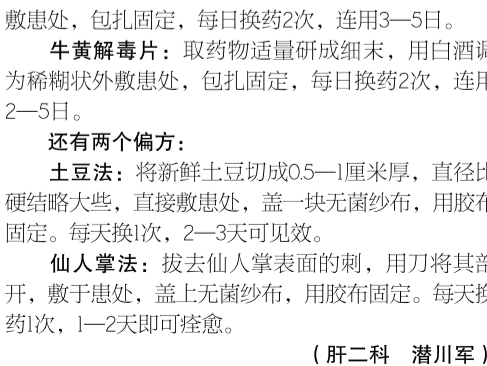 敷患处，包扎固定，每日换药2次，连用3—5日。
牛黄解毒片：取药物适量研成细末，用白酒调
为稀糊状外敷患处，包扎固定，每日换药2次，连用
2—5日。
还有两个偏方：
土豆法：将新鲜土豆切成0.5—1厘米厚，直径比
硬结略大些，直接敷患处，盖一块无菌纱布，用胶布
固定。每天换1次，2—3天可见效。
仙人掌法：拔去仙人掌表面的刺，用刀将其剖
开，敷于患处，盖上无菌纱布，用胶布固定。每天换
药1次，1—2天即可痊愈。
（肝二科　潜川军）